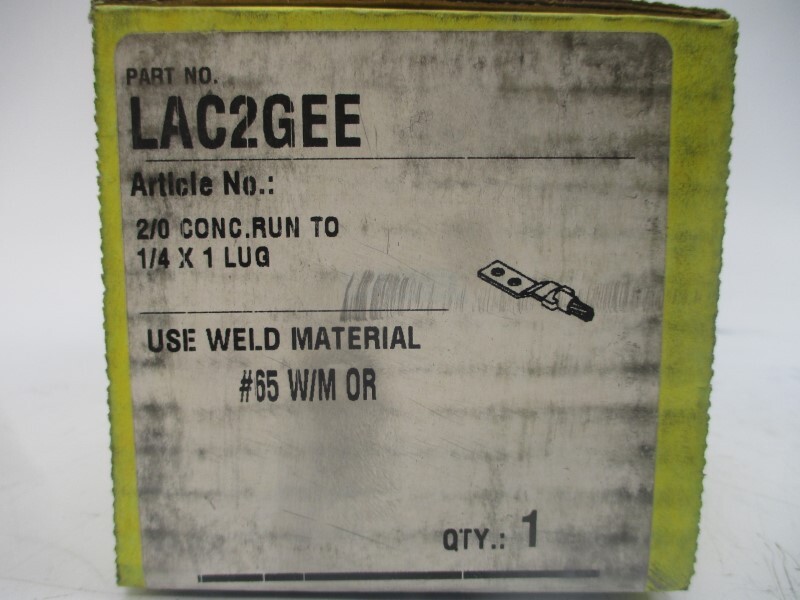 PART NO.
LAC2GEE
Article No.:
2/0 CONC.RUN TO
1/4 X 1 LUG
USE WELD MATERIAL
#65 W/M OR
QTY.: 1